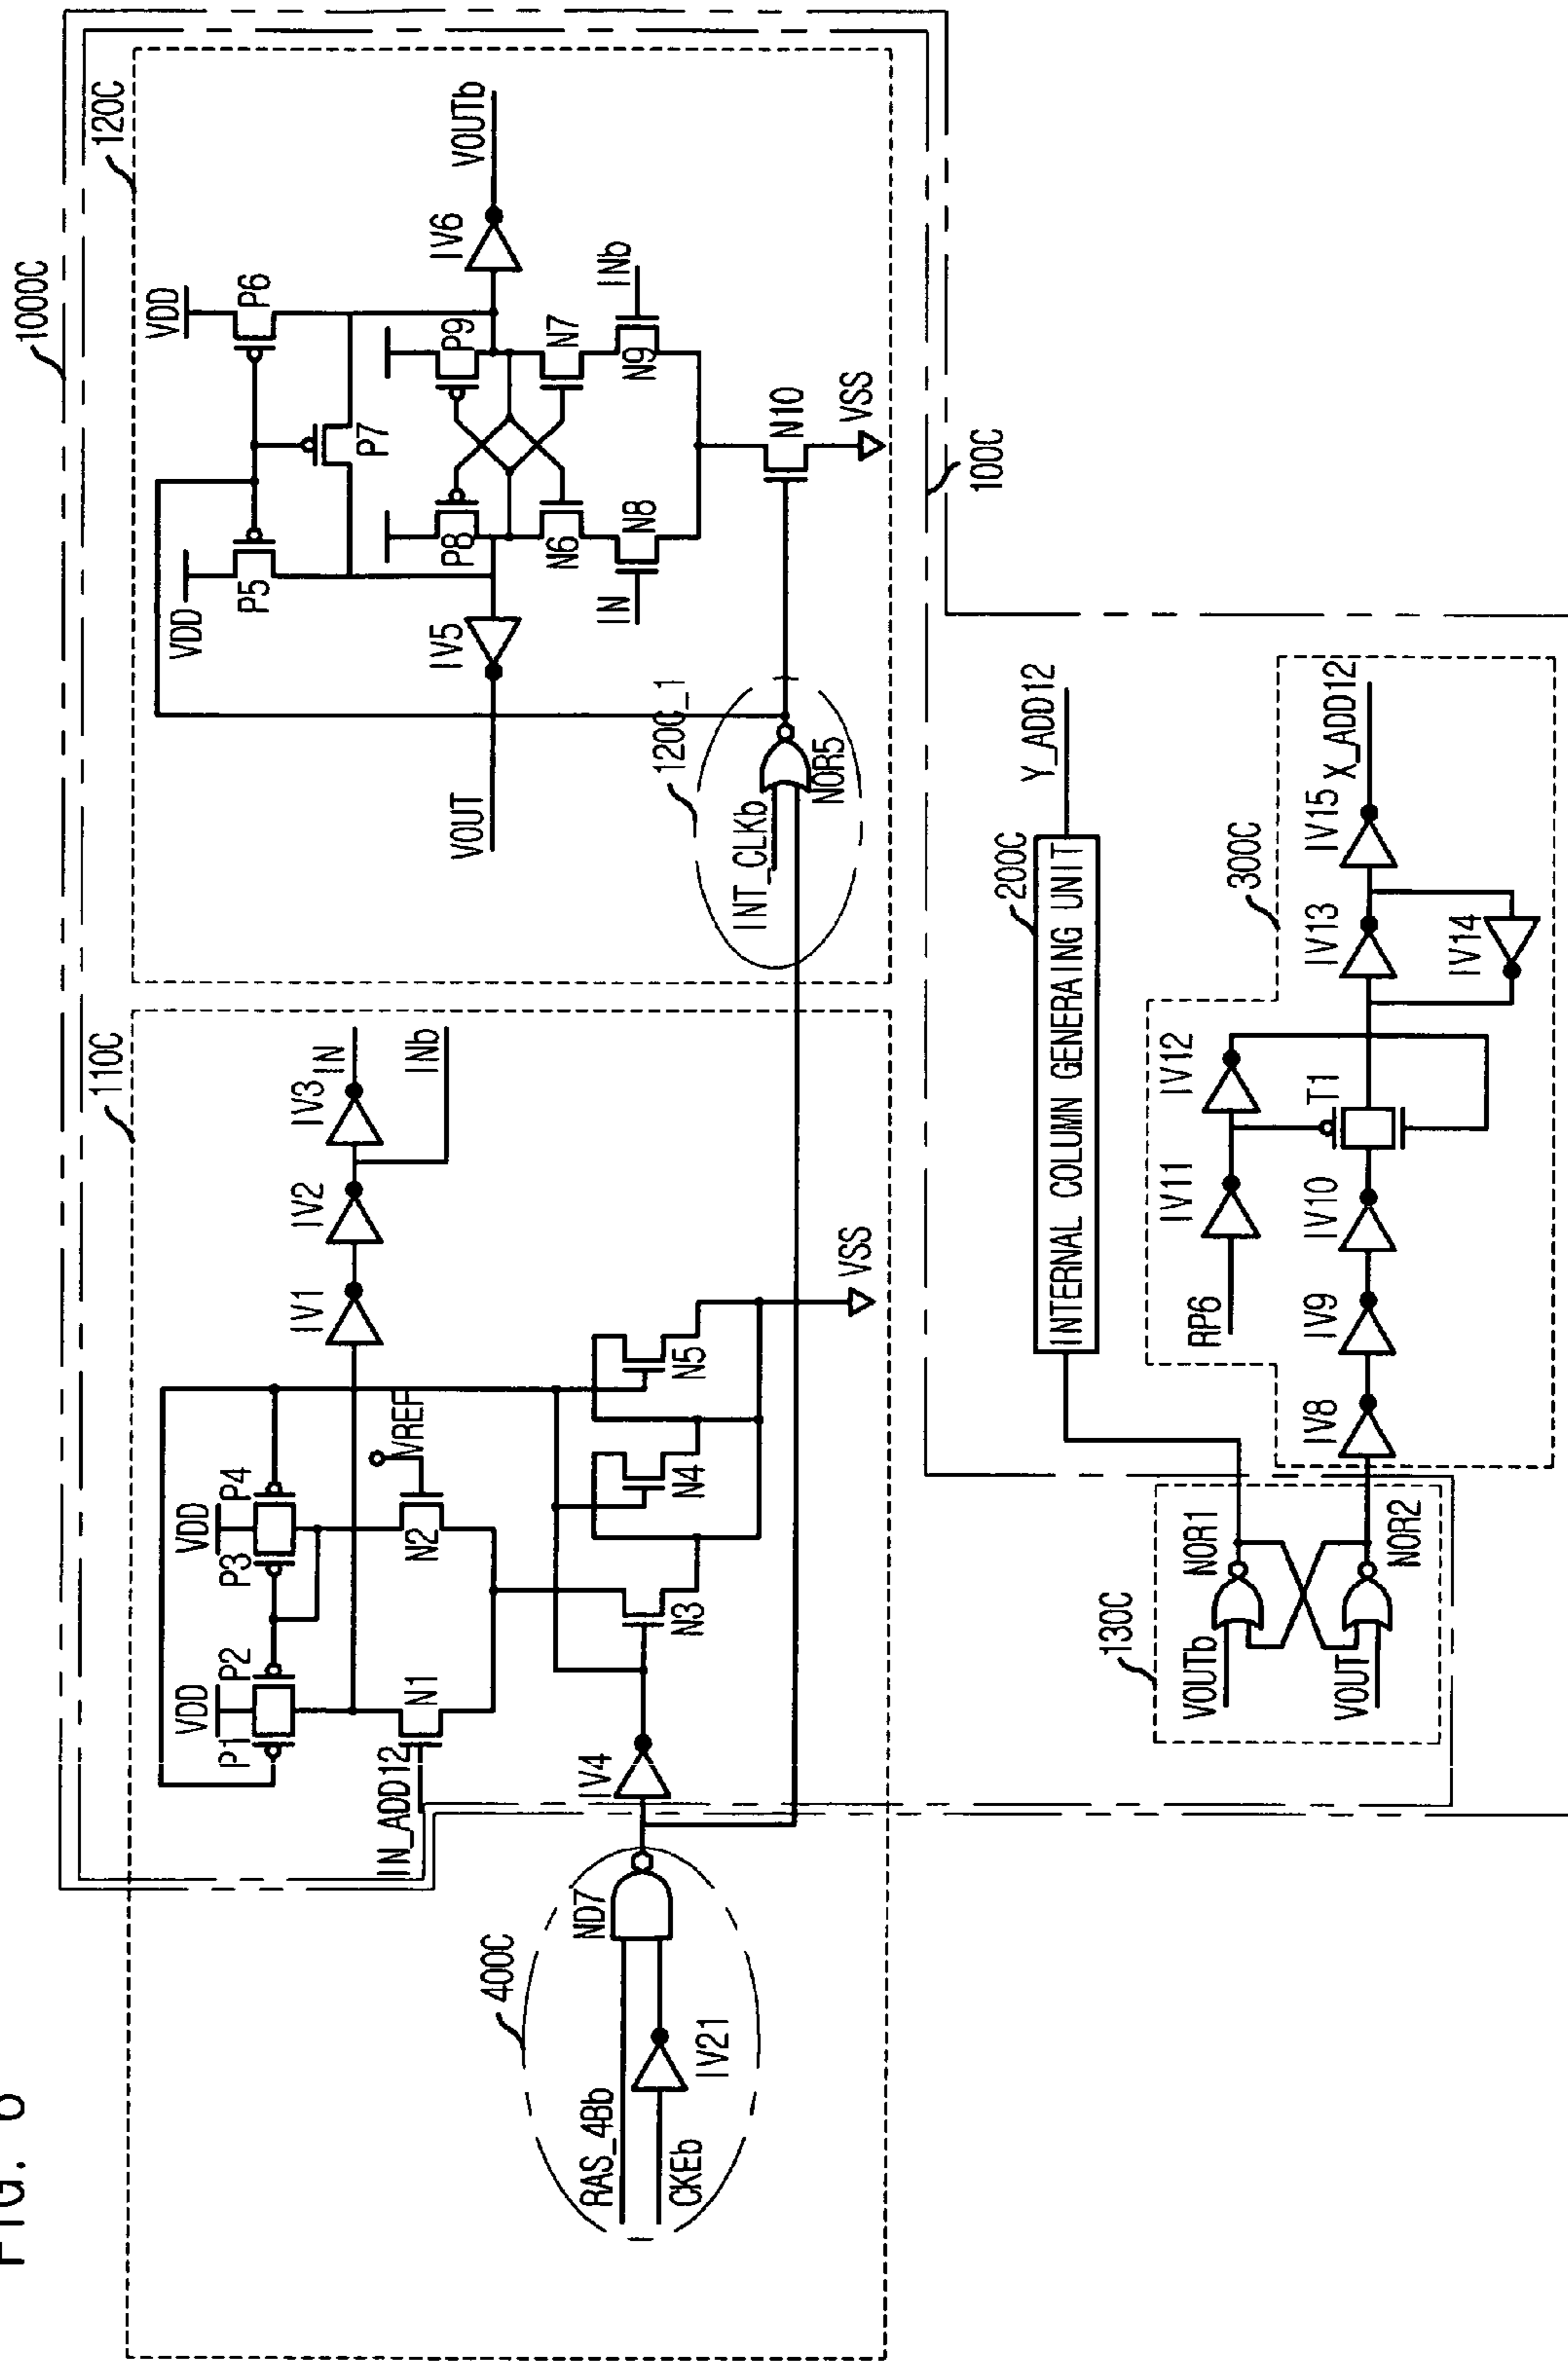 FIG.
1000C
120C
VDD
VDD
P5
P6
P7
P8
P9
IV5
IV6
VOUT
VOUTb
N6
N7
IN
N8
N9
INb
N10
VSS
120C_1
INT_CLKb
NOR5
100C
110C
VDD
VDD
P1
P2
P3
P4
IV1
IV2
IV3
IN
INb
VREF
IN_ADD12
N1
N2
IV4
N3
N4
N5
VSS
400C
ND7
RAS_4Bb
CKEb
IV21
200C
INTERNAL COLUMN GENERAING UNIT
Y_ADD12
130C
VOUTb
NOR1
VOUT
NOR2
300C
RP6
IV11
IV12
T1
IV8
IV9
IV10
IV13
IV14
IV15
X_ADD12